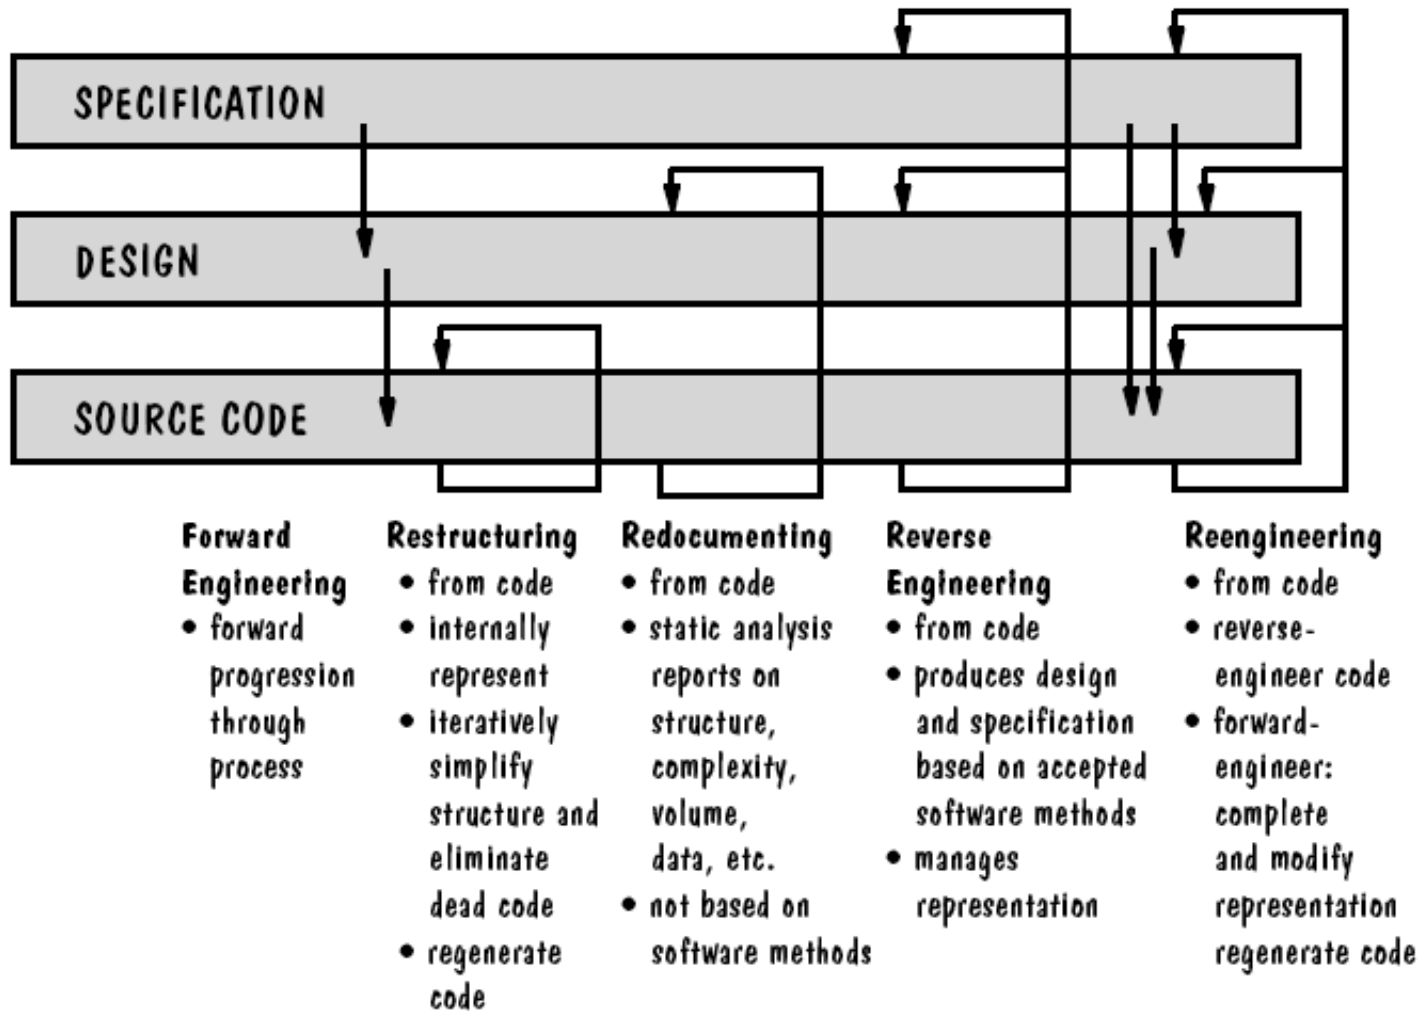 SPECIFICATION
DESIGN
SOURCE CODE
Forward
Engineering
• forward
progression
through
process
Restructuring
• from code
• internally
represent
• iteratively
simplify
structure and
eliminate
dead code
• regenerate
code
Redocumenting
• from code
• static analysis
reports on
structure,
complexity,
volume,
data, etc.
• not based on
software methods
Reverse
Engineering
• from code
• produces design
and specification
based on accepted
software methods
• manages
representation
Reengineering
• from code
• reverse-
engineer code
• forward-
engineer:
complete
and modify
representation
regenerate code